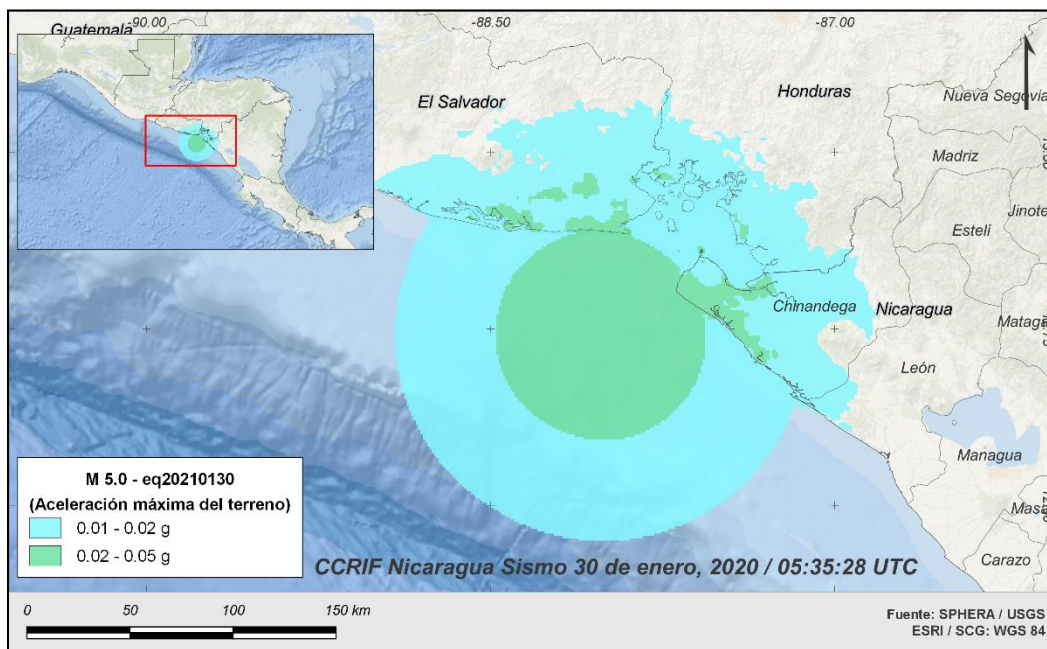 -90.00
-88.50
-87.00
Guatemala
El Salvador
Honduras
Nueva Segovia
Madriz
Jinote
Estelí
Chinandega
Nicaragua
Matag
León
Managua
Mas
Carazo
M 5.0 - eq20210130
(Aceleración máxima del terreno)
0.01 - 0.02 g
0.02 - 0.05 g
CCRIF Nicaragua Sismo 30 de enero, 2020 / 05:35:28 UTC
0 50 100 150 km
Fuente: SPHERA / USGS
ESRI / SCG: WGS 84